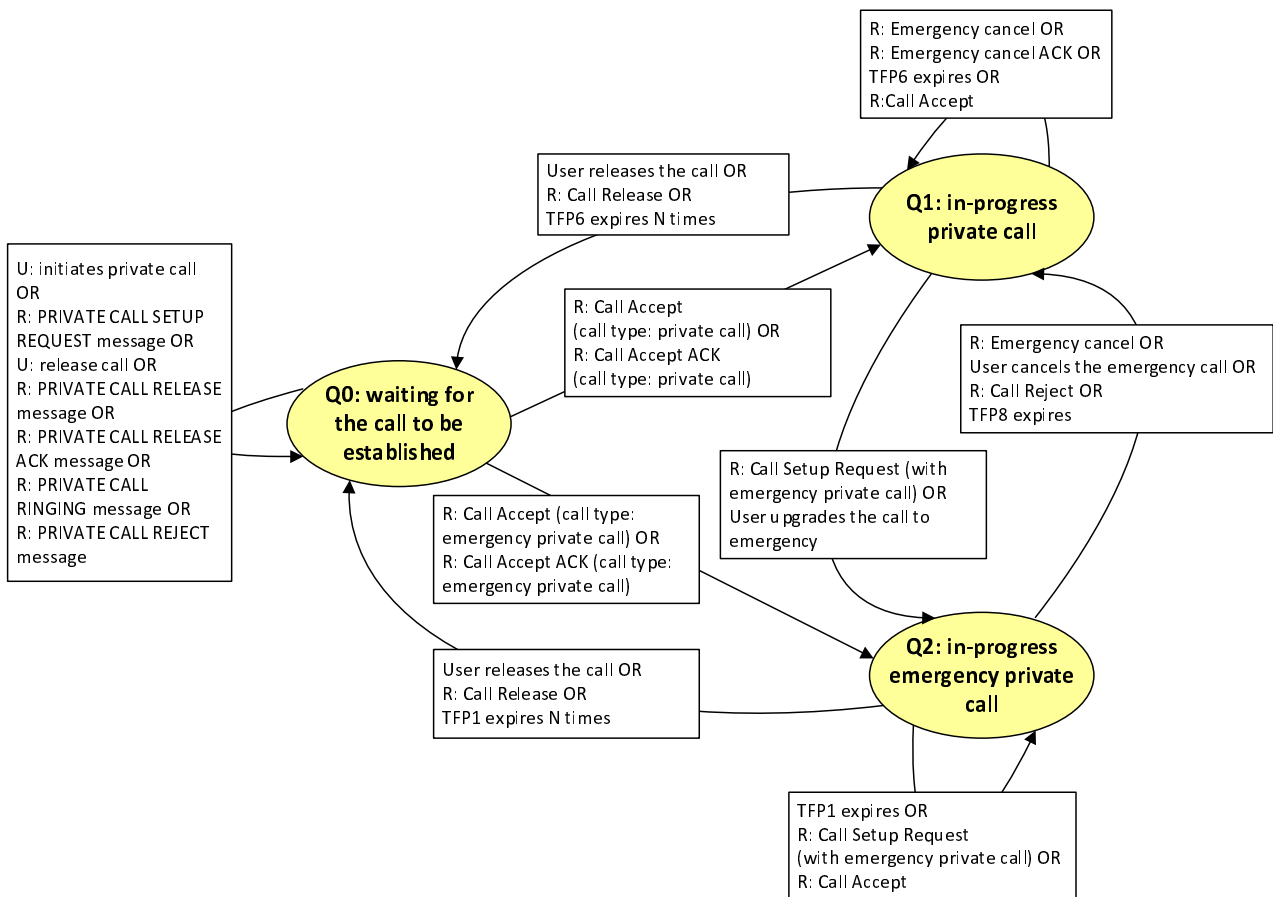 R: Emergency cancel OR
R: Emergency cancel ACK OR
TFP6 expires OR
R:Call Accept
User releases the call OR
R: Call Release OR
TFP6 expires N times
Q1: in-progress
private call
U: initiates private call
OR
R: PRIVATE CALL SETUP
REQUEST message OR
U: release call OR
R: PRIVATE CALL RELEASE
message OR
R: PRIVATE CALL RELEASE
ACK message OR
R: PRIVATE CALL
RINGING message OR
R: PRIVATE CALL REJECT
message
R: Call Accept
(call type: private call) OR
R: Call Accept ACK
(call type: private call)
R: Emergency cancel OR
User cancels the emergency call OR
R: Call Reject OR
TFP8 expires
Q0: waiting for
the call to be
established
R: Call Setup Request (with
emergency private call) OR
User upgrades the call to
emergency
R: Call Accept (call type:
emergency private call) OR
R: Call Accept ACK (call type:
emergency private call)
Q2: in-progress
emergency private
call
User releases the call OR
R: Call Release OR
TFP1 expires N times
TFP1 expires OR
R: Call Setup Request
(with emergency private call) OR
R: Call Accept